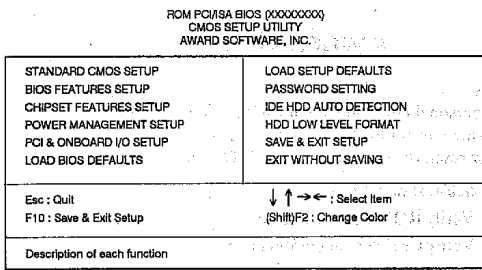 ROM PCI/ISA BIOS (XXXXXXXX)
CMOS SETUP UTILITY
AWARD SOFTWARE, INC.
STANDARD CMOS SETUP
BIOS FEATURES SETUP
CHIPSET FEATURES SETUP
POWER MANAGEMENT SETUP
PCI & ONBOARD I/O SETUP
LOAD BIOS DEFAULTS
LOAD SETUP DEFAULTS
PASSWORD SETTING
IDE HDD AUTO DETECTION
HDD LOW LEVEL FORMAT
SAVE & EXIT SETUP
EXIT WITHOUT SAVING
Esc : Quit
F10 : Save & Exit Setup
↓ ↑ → ← : Select Item
(Shift)F2 : Change Color
Description of each function